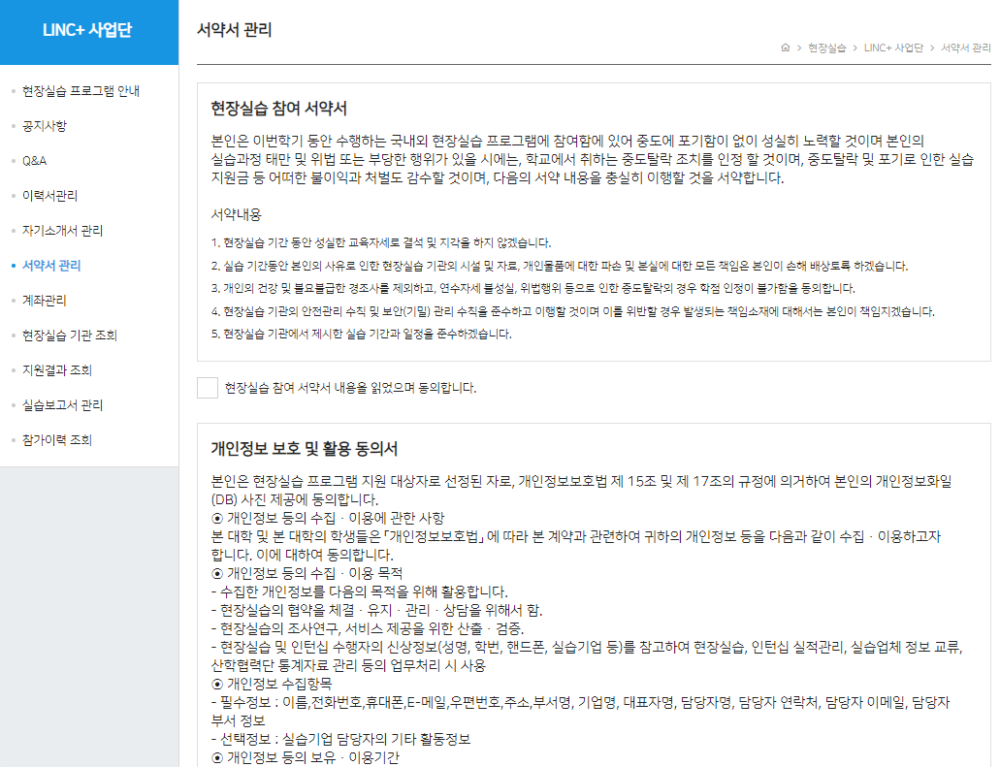 LINC+ 사업단
현장실습 프로그램 안내
공지사항
Q&A
이력서관리
자기소개서 관리
서약서 관리
계좌관리
현장실습 기관 조회
지원결과 조회
실습보고서 관리
참가이력 조회
서약서 관리
현장실습 > LINC+ 사업단 > 서약서 관리
현장실습 참여 서약서
본인은 이번학기 동안 수행하는 국내외 현장실습 프로그램에 참여함에 있어 중도에 포기함이 없이 성실히 노력할 것이며 본인의
실습과정 태만 및 위법 또는 부당한 행위가 있을 시에는, 학교에서 취하는 중도탈락 조치를 인정 할 것이며, 중도탈락 및 포기로 인한 실습
지원금 등 어떠한 불이익과 처벌도 감수할 것이며, 다음의 서약 내용을 충실히 이행할 것을 서약합니다.
서약내용
1. 현장실습 기간 동안 성실한 교육자세로 결석 및 지각을 하지 않겠습니다.
2. 실습 기간동안 본인의 사유로 인한 현장실습 기관의 시설 및 자료, 개인물품에 대한 파손 및 분실에 대한 모든 책임은 본인이 손해 배상토록 하겠습니다.
3. 개인의 건강 및 불요불급한 경조사를 제외하고, 연수자세 불성실, 위법행위 등으로 인한 중도탈락의 경우 학점 인정이 불가함을 동의합니다.
4. 현장실습 기관의 안전관리 수칙 및 보안(기밀) 관리 수칙을 준수하고 이행할 것이며 이를 위반할 경우 발생되는 책임소재에 대해서는 본인이 책임지겠습니다.
5. 현장실습 기관에서 제시한 실습 기간과 일정을 준수하겠습니다.
현장실습 참여 서약서 내용을 읽었으며 동의합니다.
개인정보 보호 및 활용 동의서
본인은 현장실습 프로그램 지원 대상자로 선정된 자로, 개인정보보호법 제 15조 및 제 17조의 규정에 의거하여 본인의 개인정보화일
(DB) 사진 제공에 동의합니다.
⊙ 개인정보 등의 수집 · 이용에 관한 사항
본 대학 및 본 대학의 학생들은 「개인정보보호법」에 따라 본 계약과 관련하여 귀하의 개인정보 등을 다음과 같이 수집 · 이용하고자
합니다. 이에 대하여 동의합니다.
⊙ 개인정보 등의 수집 · 이용 목적
- 수집한 개인정보를 다음의 목적을 위해 활용합니다.
- 현장실습의 협약을 체결 · 유지 · 관리 · 상담을 위해서 함.
- 현장실습의 조사연구, 서비스 제공을 위한 산출 · 검증.
- 현장실습 및 인턴십 수행자의 신상정보(성명, 학번, 핸드폰, 실습기업 등)를 참고하여 현장실습, 인턴십 실적관리, 실습업체 정보 교류,
산학협력단 통계자료 관리 등의 업무처리 시 사용
⊙ 개인정보 수집항목
- 필수정보 : 이름,전화번호,휴대폰,E-메일,우편번호,주소,부서명, 기업명, 대표자명, 담당자명, 담당자 연락처, 담당자 이메일, 담당자
부서 정보
- 선택정보 : 실습기업 담당자의 기타 활동정보
⊙ 개인정보 등의 보유 · 이용기간